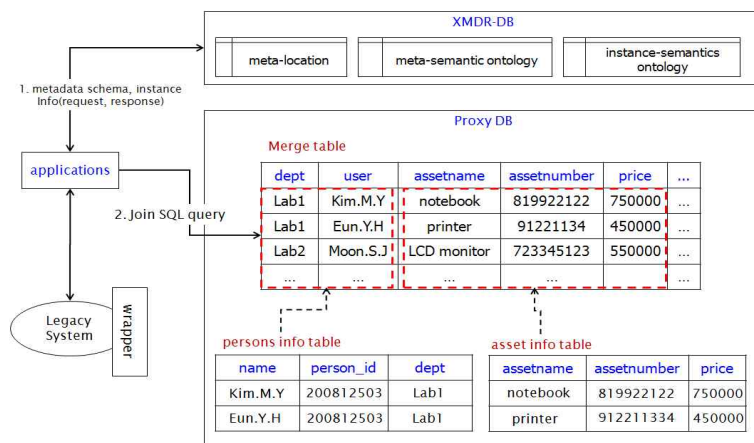 XMDR-DB
meta-location
meta-semantic ontology
instance-semantics
ontology
1. metadata schema, instance
Info(request, response)
applications
2. Join SQL query
Legacy
System
wrapper
Proxy DB
Merge table
dept user assetname assetnumber price ...
Lab1 Kim.M.Y notebook 819922122 750000 ...
Lab1 Eun.Y.H printer 91221134 450000 ...
Lab2 Moon.S.J LCD monitor 723345123 550000 ...
... ... ... ... ...
persons info table
name person_id dept
Kim.M.Y 200812503 Lab1
Eun.Y.H 200812503 Lab1
asset info table
assetname assetnumber price
notebook 819922122 750000
printer 912211334 450000